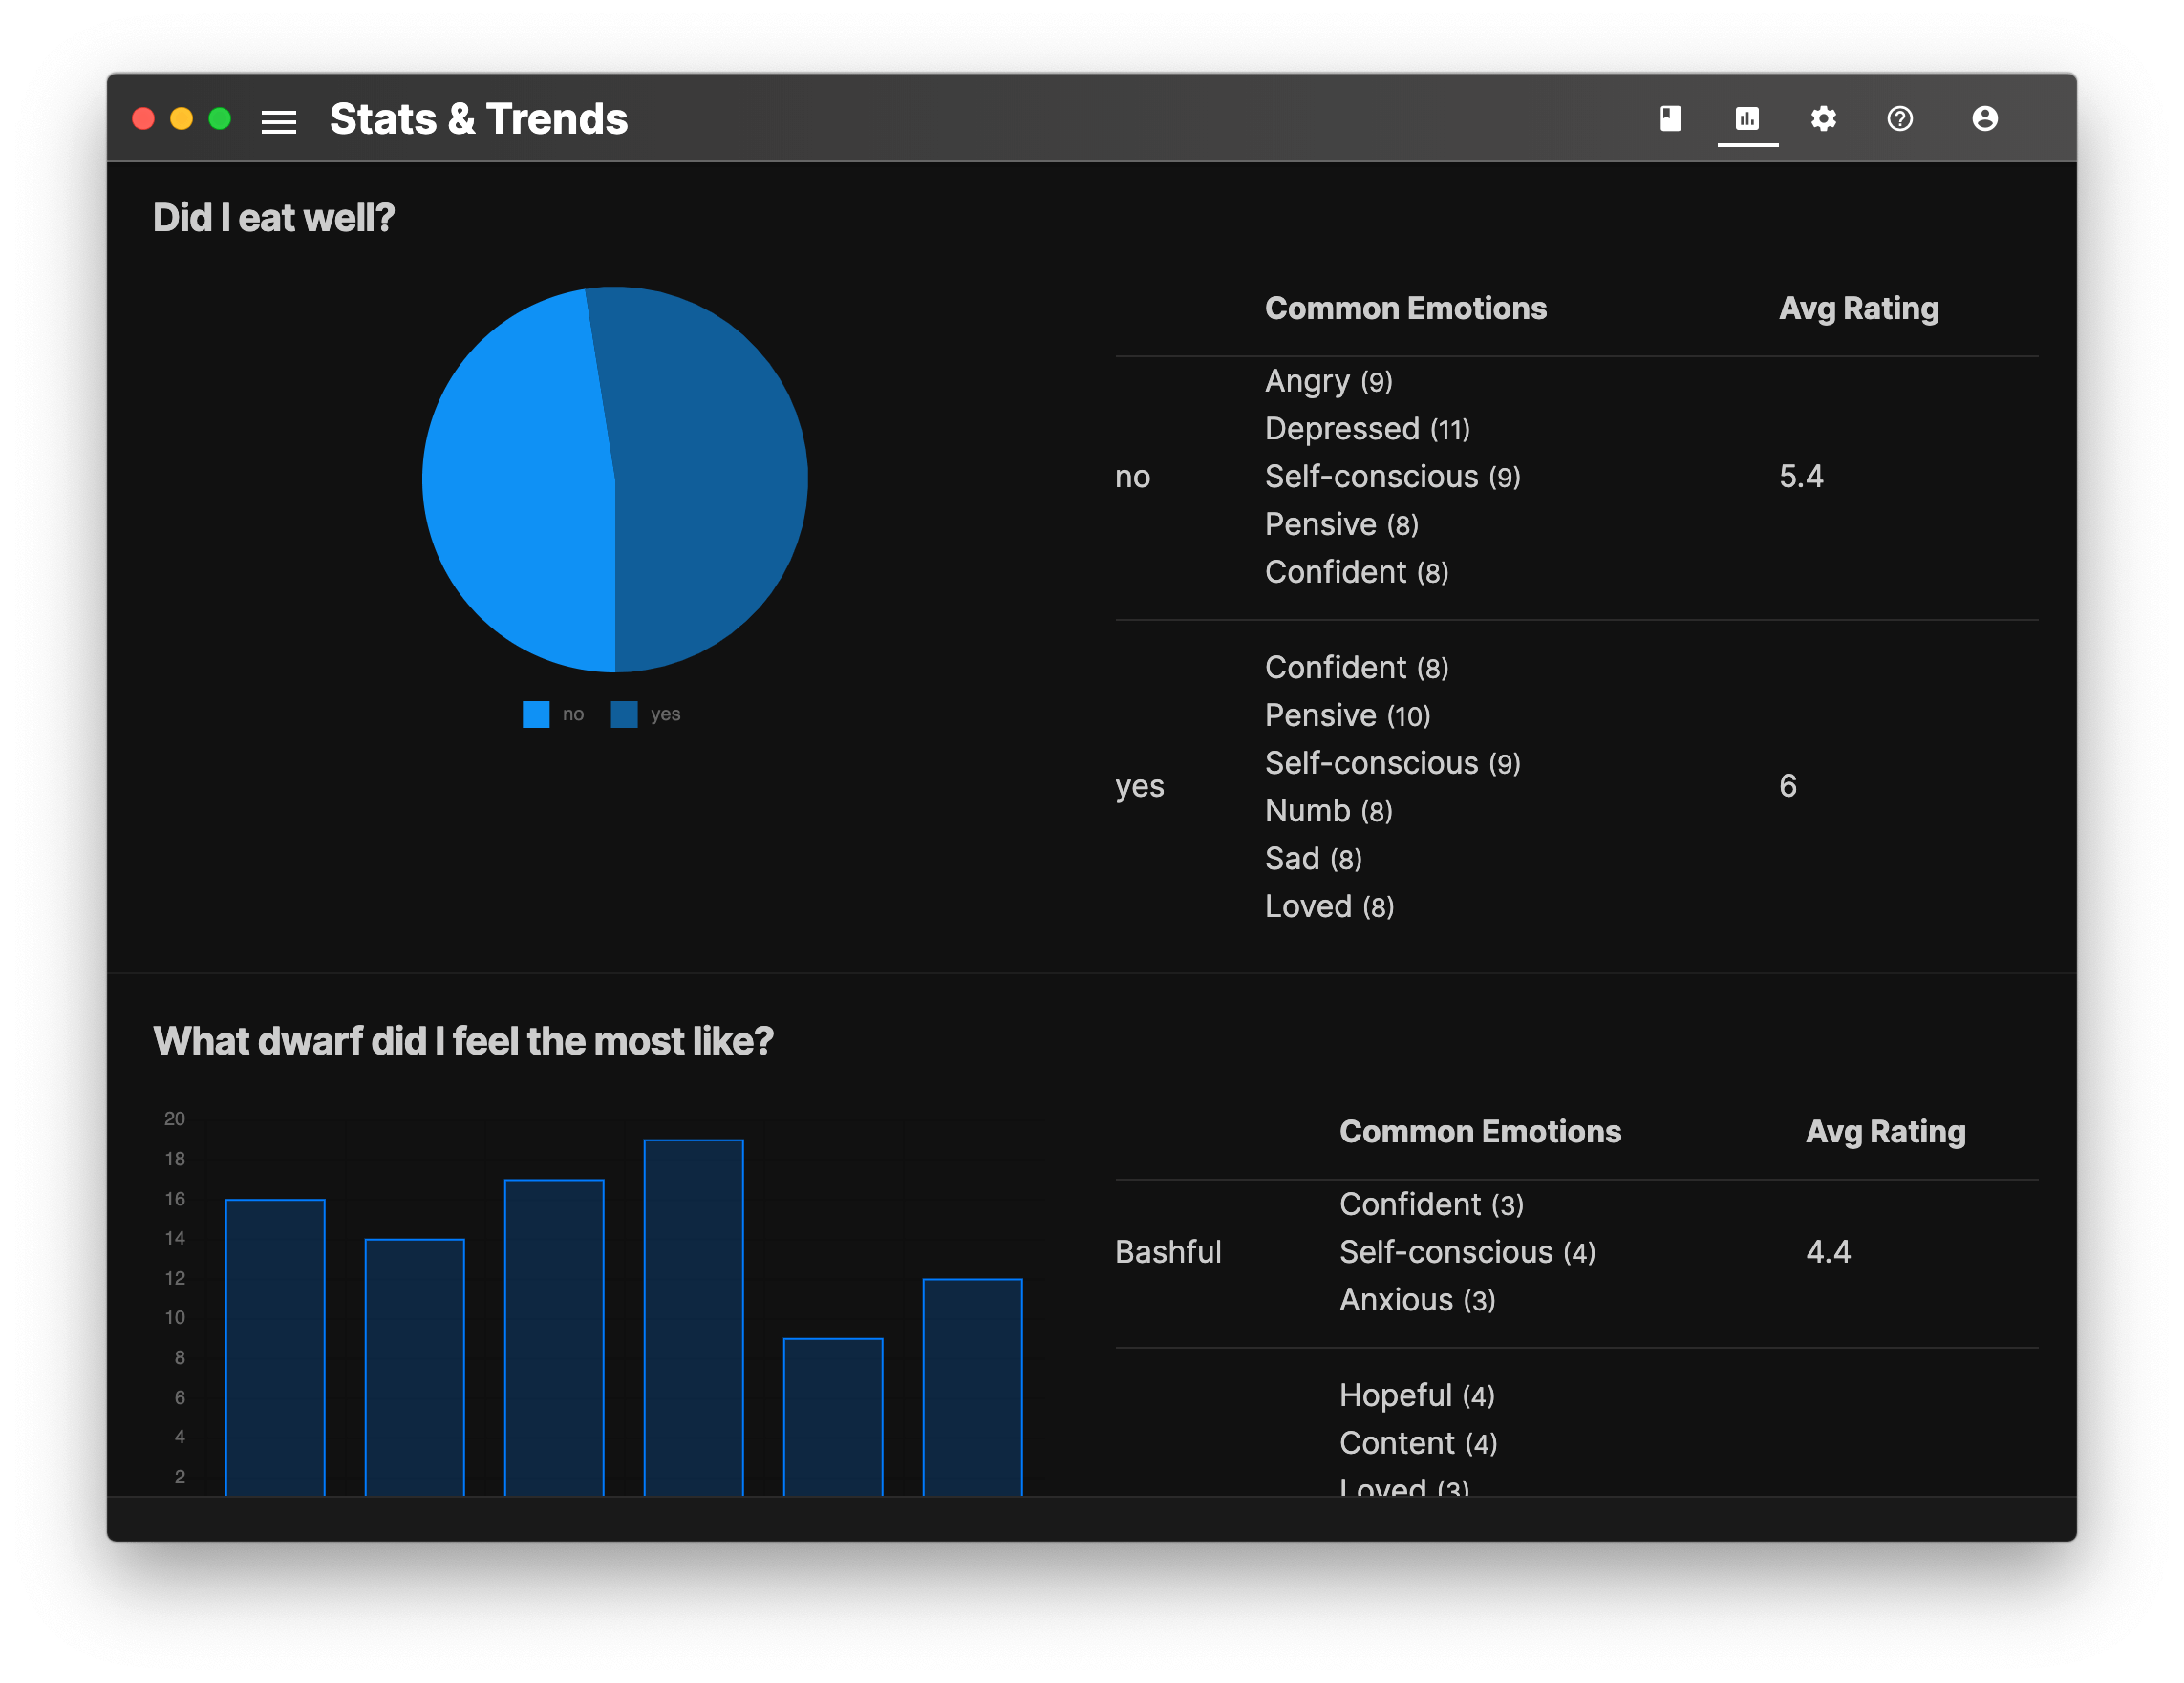 Stats & Trends
Did I eat well?
no
yes
Common Emotions Avg Rating
Angry (9)
Depressed (11)
no Self-conscious (9) 5.4
Pensive (8)
Confident (8)
Confident (8)
Pensive (10)
Self-conscious (9)
yes 6
Numb (8)
Sad (8)
Loved (8)
What dwarf did I feel the most like?
20
18
16
14
12
10
8
6
4
2
Common Emotions Avg Rating
Confident (3)
Bashful Self-conscious (4) 4.4
Anxious (3)
Hopeful (4)
Content (4)
Loved (3)